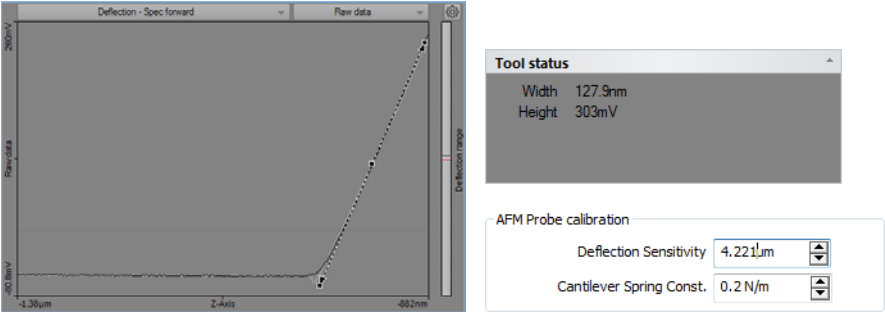 Deflection - Spec forward
Raw data
260mV
Raw data
-80.8mV
-1.38µm
Z-Axis
-882nm
Deflection range
Tool status
Width 127.9nm
Height 303mV
AFM Probe calibration
Deflection Sensitivity 4.221µm
Cantilever Spring Const. 0.2 N/m